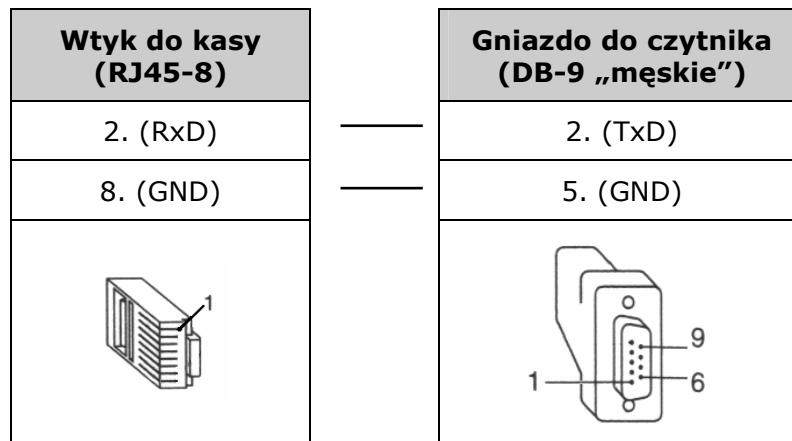 Wtyk do kasy
(RJ45-8)
Gniazdo do czytnika
(DB-9 „męskie”)
2. (RxD)
2. (TxD)
8. (GND)
5. (GND)
1
9
1
6